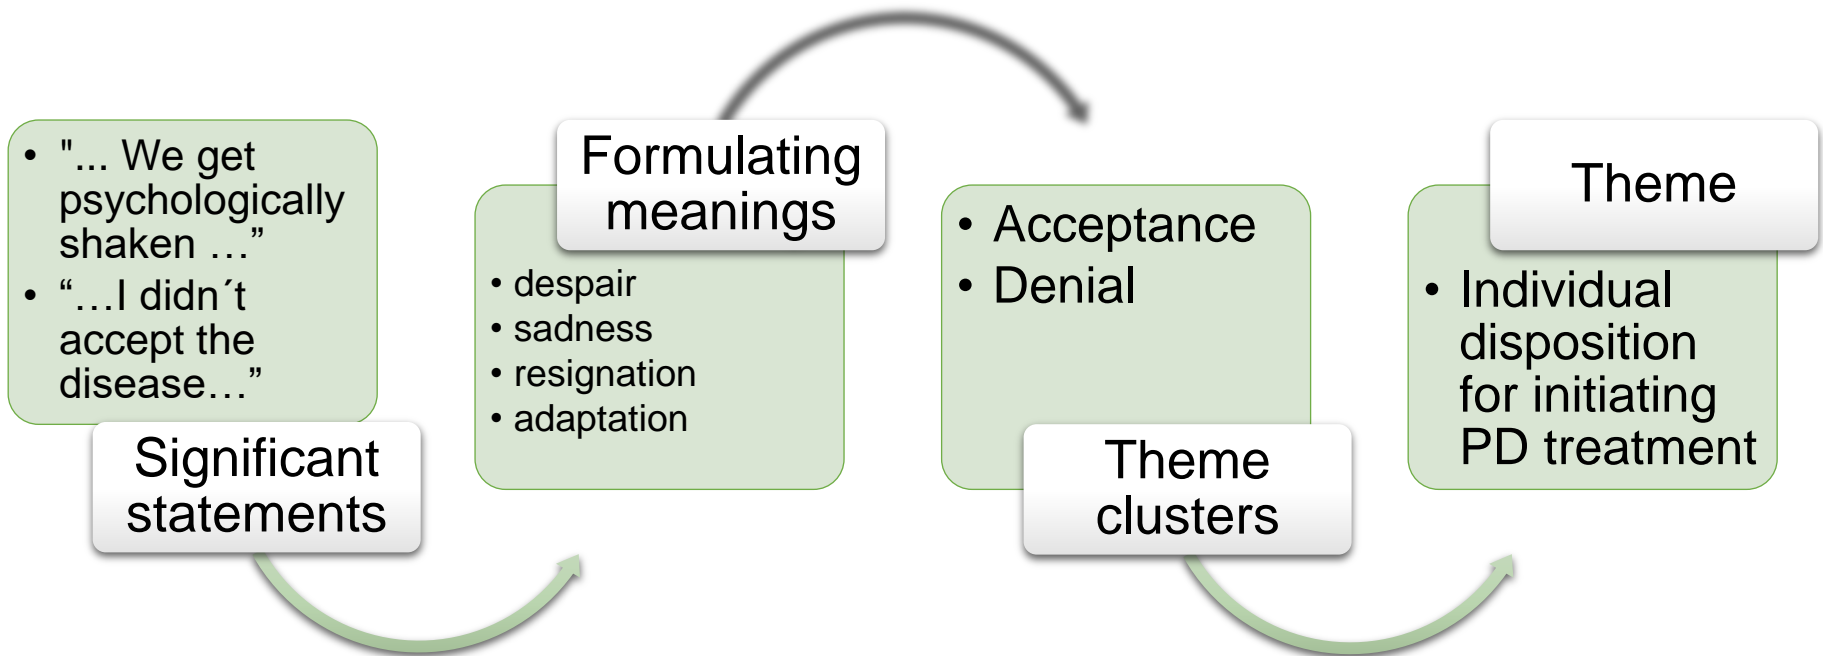 • "... We get
psychologically
shaken …”
• “…I didn´t
accept the
disease…”
Significant
statements
Formulating
meanings
• despair
• sadness
• resignation
• adaptation
• Acceptance
• Denial
Theme
clusters
Theme
• Individual
disposition
for initiating
PD treatment